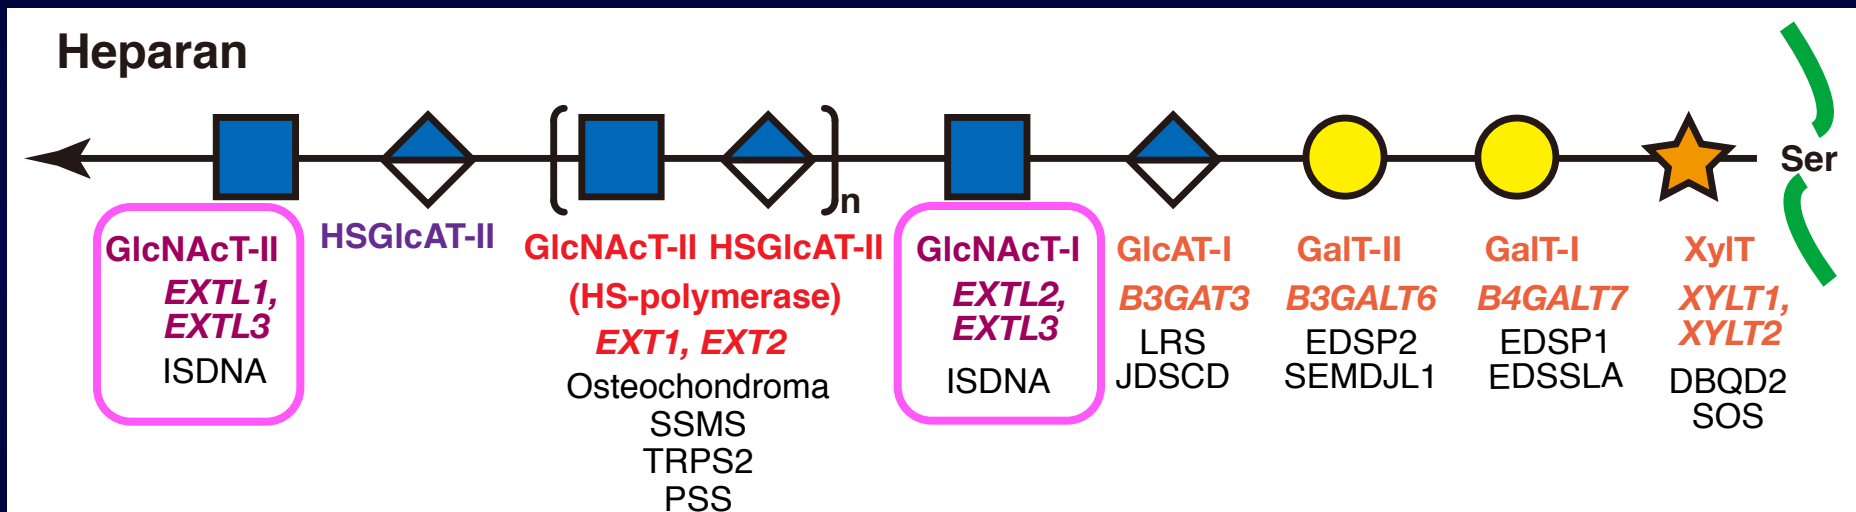 Heparan
Ser
n
GlcNAcT-II
EXTL1,
EXTL3
ISDNA
HSGlcAT-II
GlcNAcT-II HSGlcAT-II
(HS-polymerase)
EXT1, EXT2
Osteochondroma
SSMS
TRPS2
PSS
GlcNAcT-I
EXTL2,
EXTL3
ISDNA
GlcAT-I
B3GAT3
LRS
JDSCD
GalT-II
B3GALT6
EDSP2
SEMDJL1
GalT-I
B4GALT7
EDSP1
EDSSLA
XylT
XYLT1,
XYLT2
DBQD2
SOS